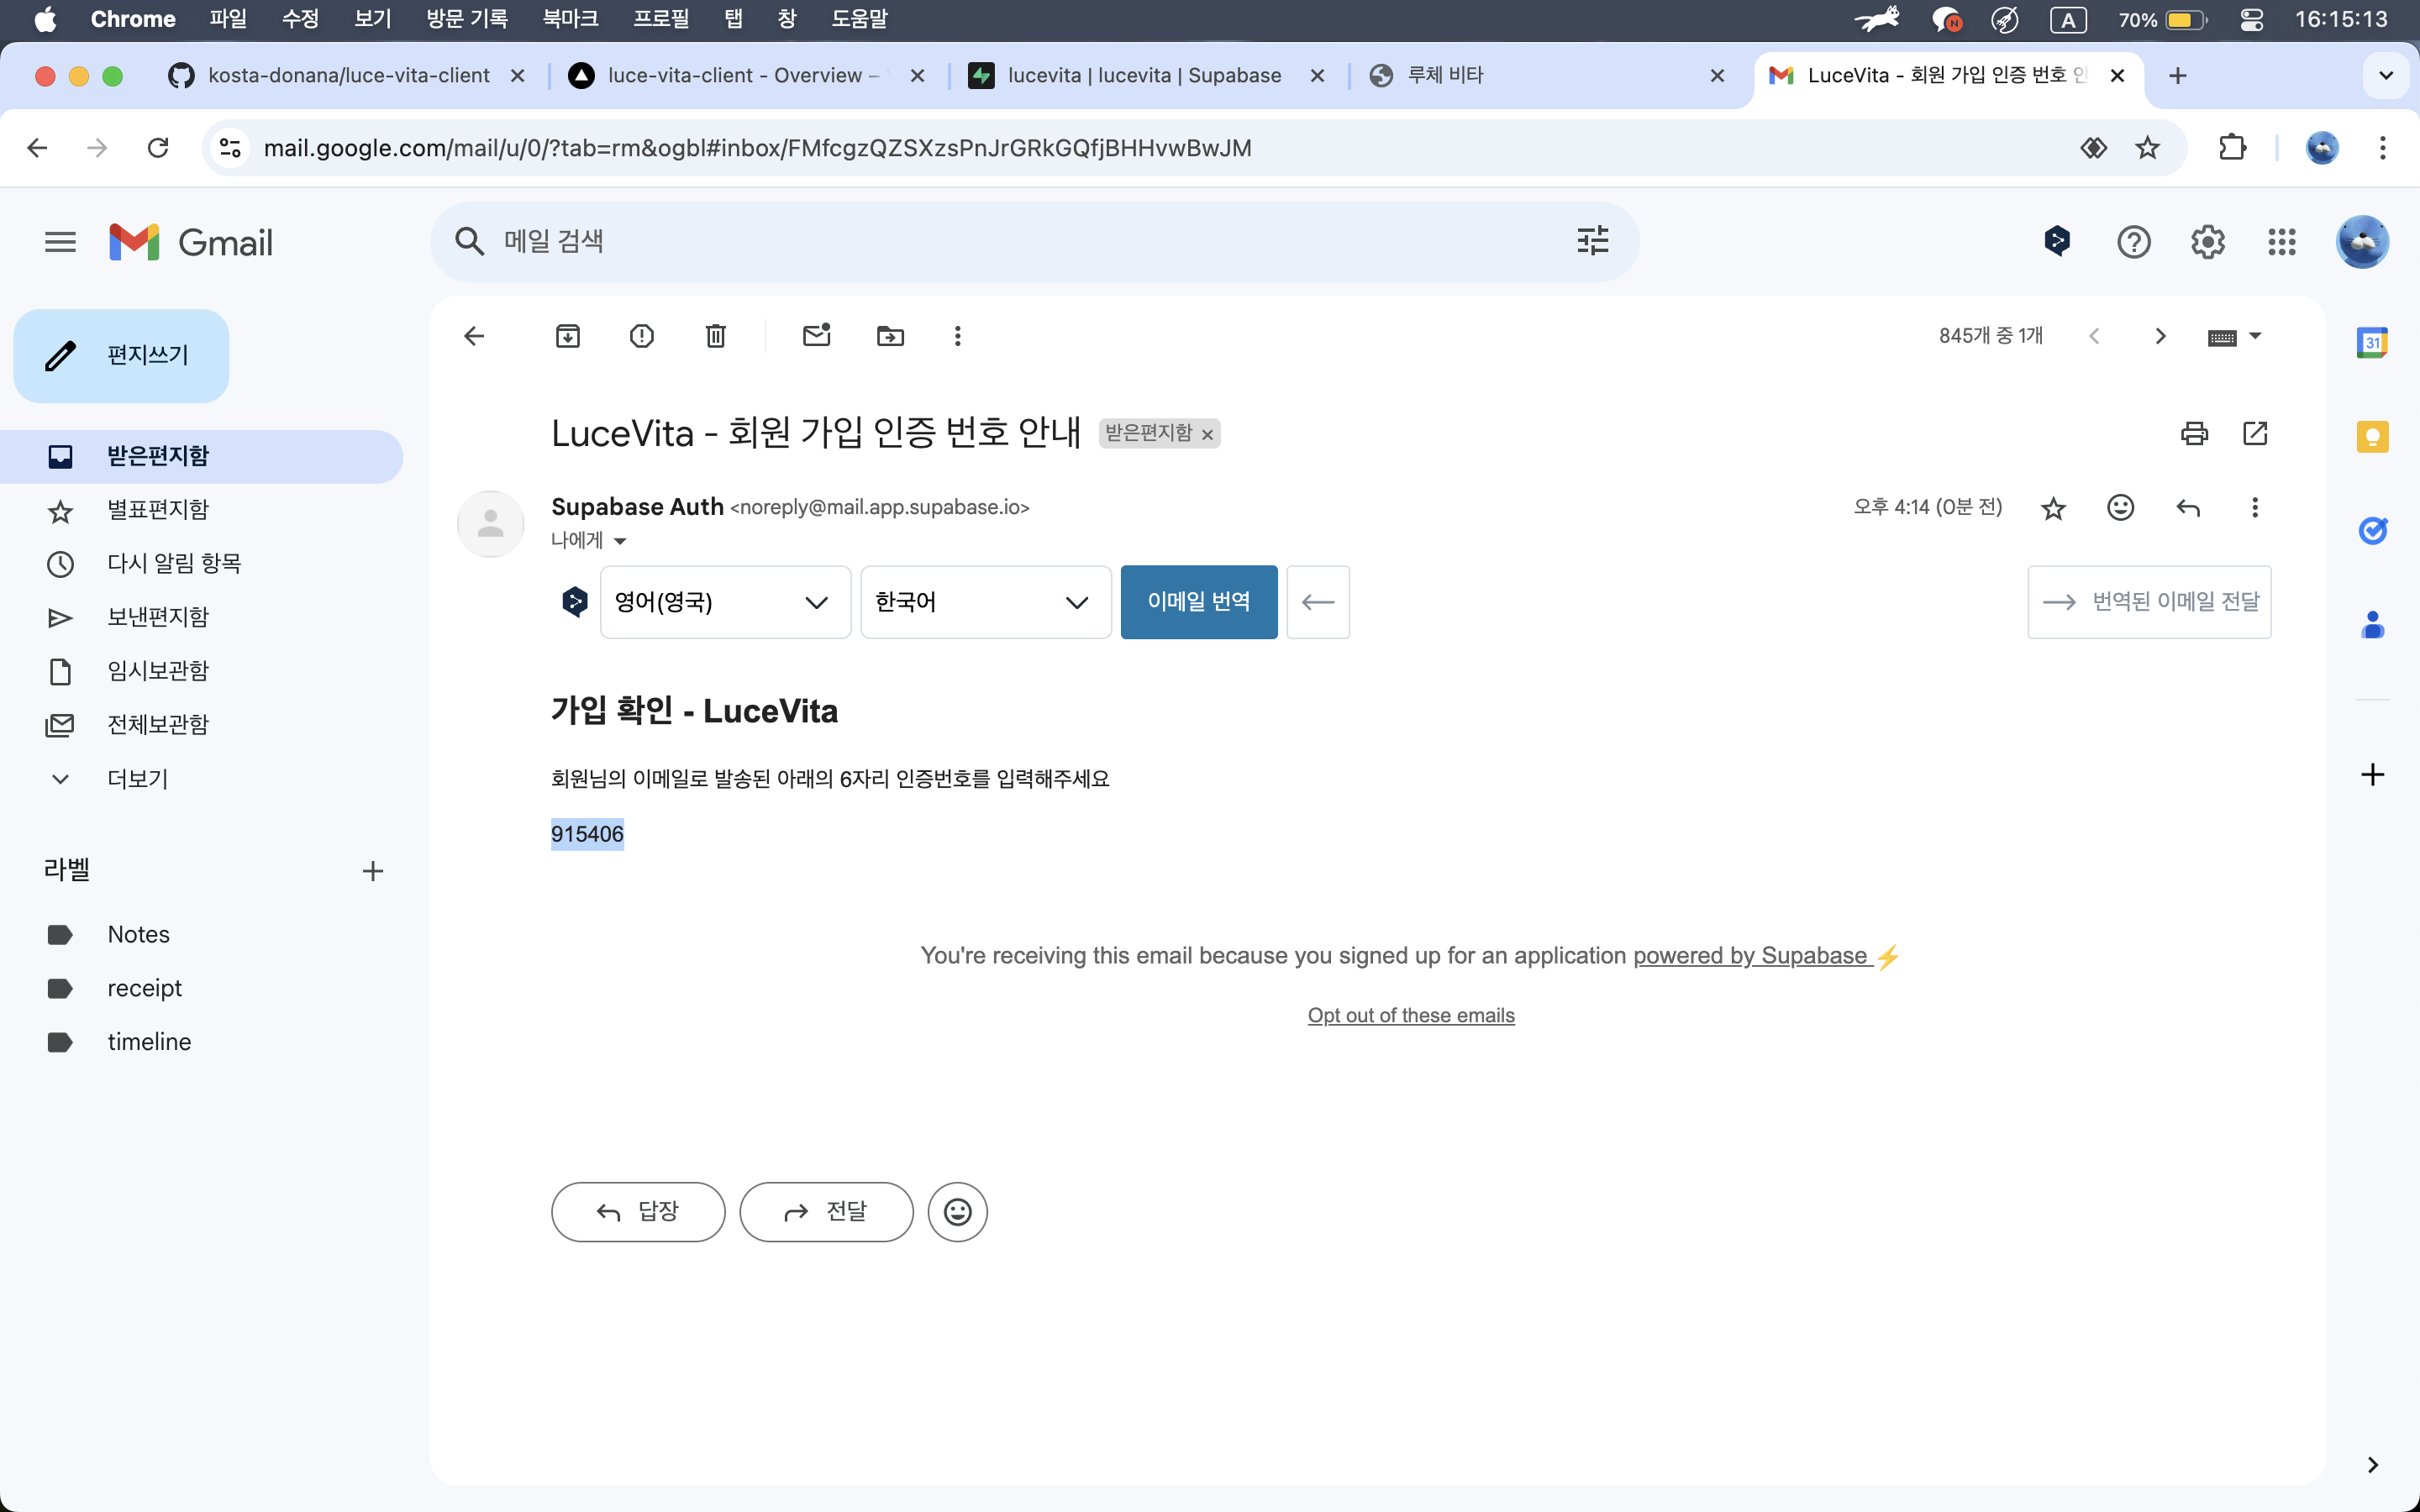 Chrome 파일 수정 보기 방문 기록 북마크 프로필 탭 창 도움말 N A 70% 16:15:13
kosta-donana/luce-vita-client luce-vita-client - Overview – lucevita | lucevita | Supabase 루체 비타 LuceVita - 회원 가입 인증 번호 안
mail.google.com/mail/u/0/?tab=rm&ogbl#inbox/FMfcgzQZSXzsPnJrGRkGQfjBHHvwBwJM
Gmail 메일 검색
편지쓰기
845개 중 1개
31
LuceVita - 회원 가입 인증 번호 안내 받은편지함
받은편지함
별표편지함
다시 알림 항목
보낸편지함
임시보관함
전체보관함
더보기
라벨
Notes
receipt
timeline
Supabase Auth <noreply@mail.app.supabase.io> 오후 4:14 (0분 전)
나에게
영어(영국) 한국어 이메일 번역 번역된 이메일 전달
가입 확인 - LuceVita
회원님의 이메일로 발송된 아래의 6자리 인증번호를 입력해주세요
915406
You're receiving this email because you signed up for an application powered by Supabase ⚡
Opt out of these emails
답장 전달